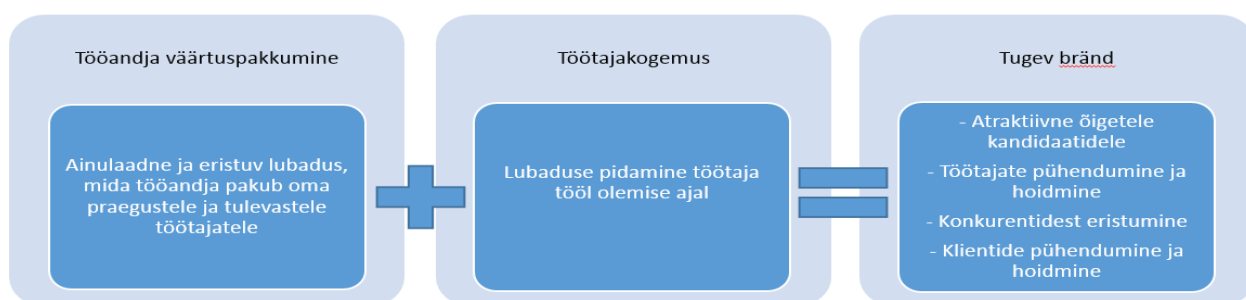 Tööandja väärtuspakkumine
Ainulaadne ja eristuv lubadus,
mida tööandja pakub oma
praegustele ja tulevastele
töötajatele
Töötajakogemus
Lubaduse pidamine töötaja
tööl olemise ajal
Tugev bränd
- Atraktiivne õigetele
kandidaatidele
- Töötajate pühendumine ja
hoidmine
- Konkurentidest eristumine
- Klientide pühendumine ja
hoidmine